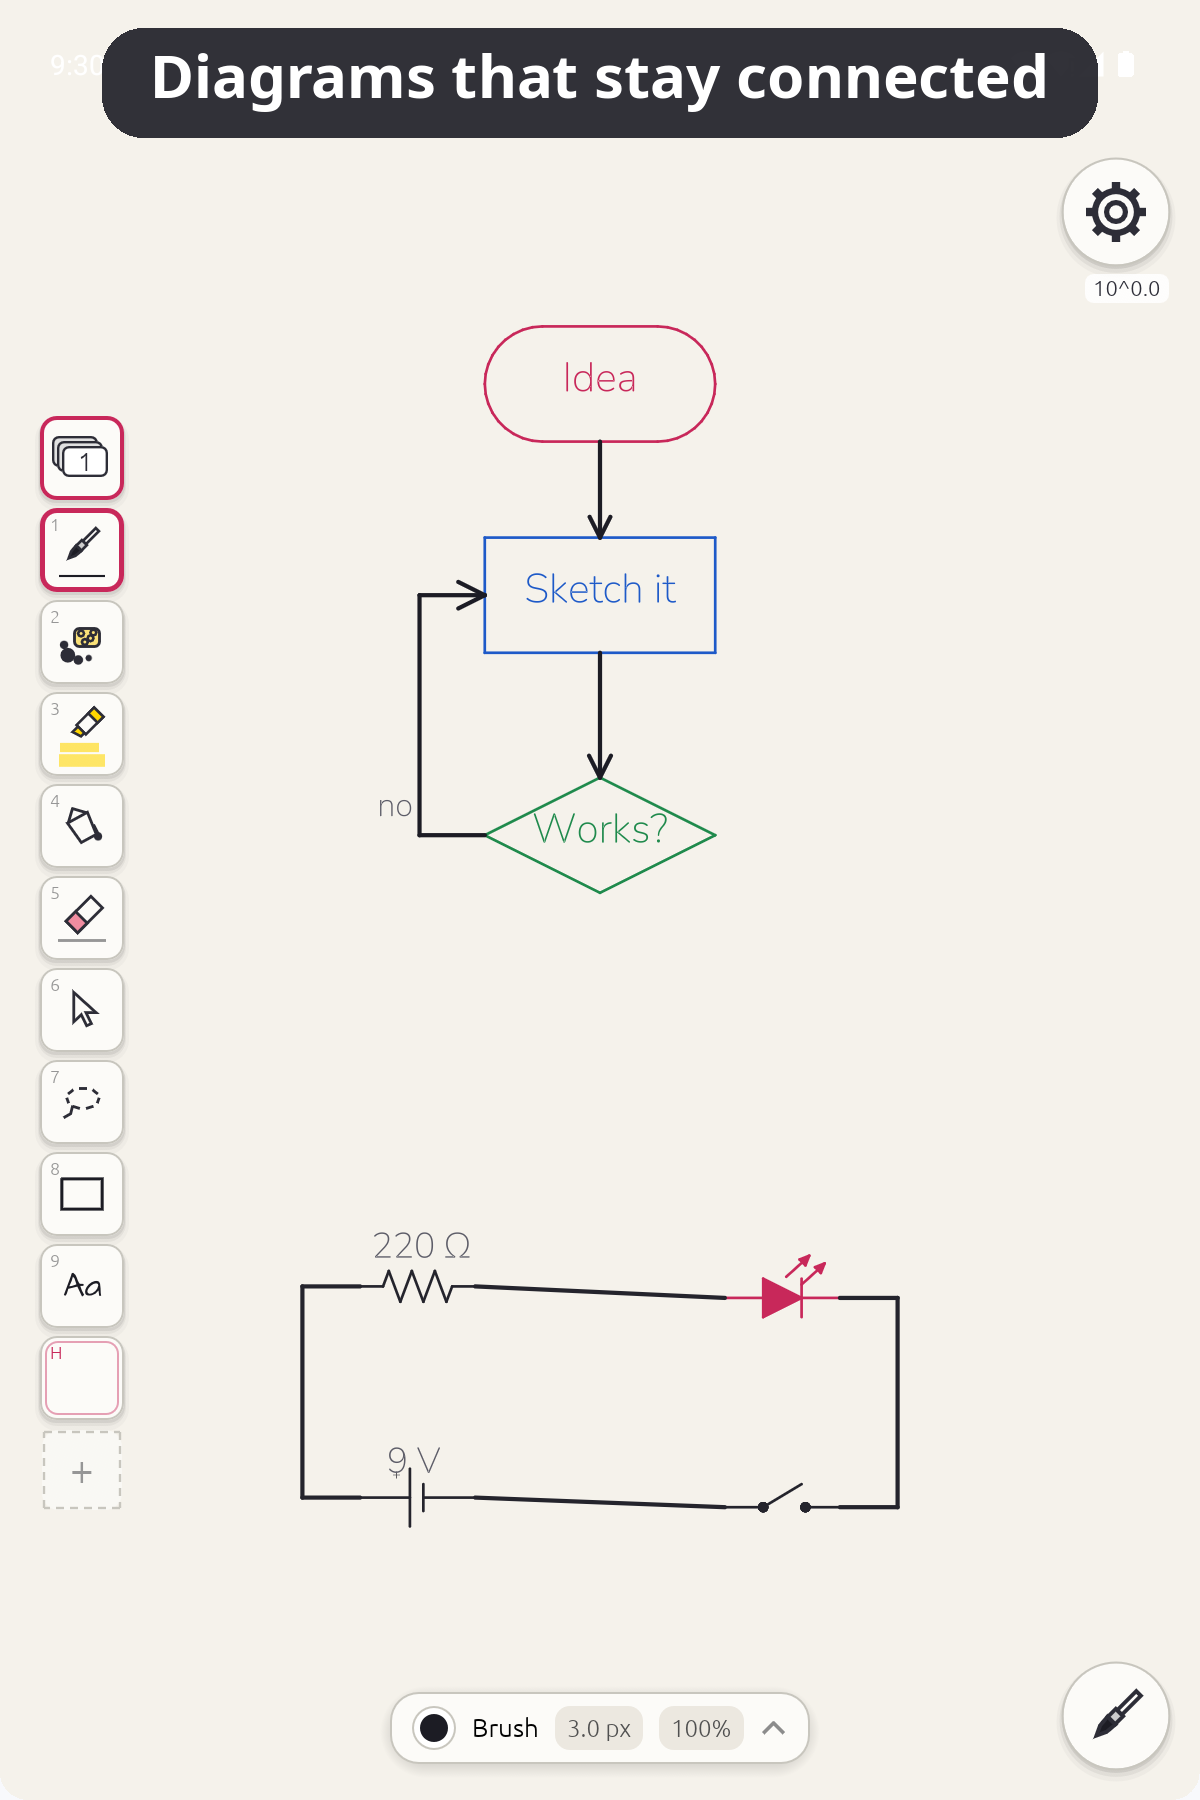 9:30
Diagrams that stay connected
10^0.0
Idea
1
1
Sketch it
2
3
no
Works?
4
5
6
7
8
220 Ω
9
Aa
H
9 V
+
Brush
3.0 px
100%